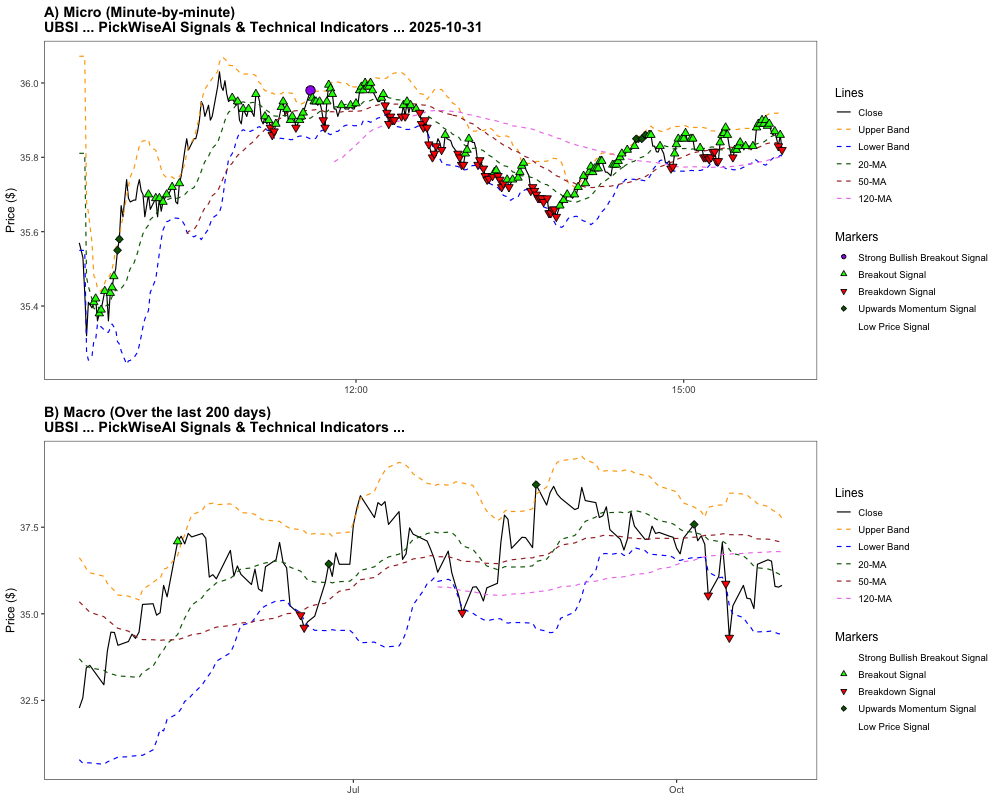 A) Micro (Minute-by-minute)
UBSI ... PickWiseAI Signals & Technical Indicators ... 2025-10-31
Price ($)
36.0
35.8
35.6
35.4
12:00
15:00
Lines
Close
Upper Band
Lower Band
20-MA
50-MA
120-MA
Markers
Strong Bullish Breakout Signal
Breakout Signal
Breakdown Signal
Upwards Momentum Signal
Low Price Signal
B) Macro (Over the last 200 days)
UBSI ... PickWiseAI Signals & Technical Indicators ...
Price ($)
37.5
35.0
32.5
Jul
Oct
Lines
Close
Upper Band
Lower Band
20-MA
50-MA
120-MA
Markers
Strong Bullish Breakout Signal
Breakout Signal
Breakdown Signal
Upwards Momentum Signal
Low Price Signal